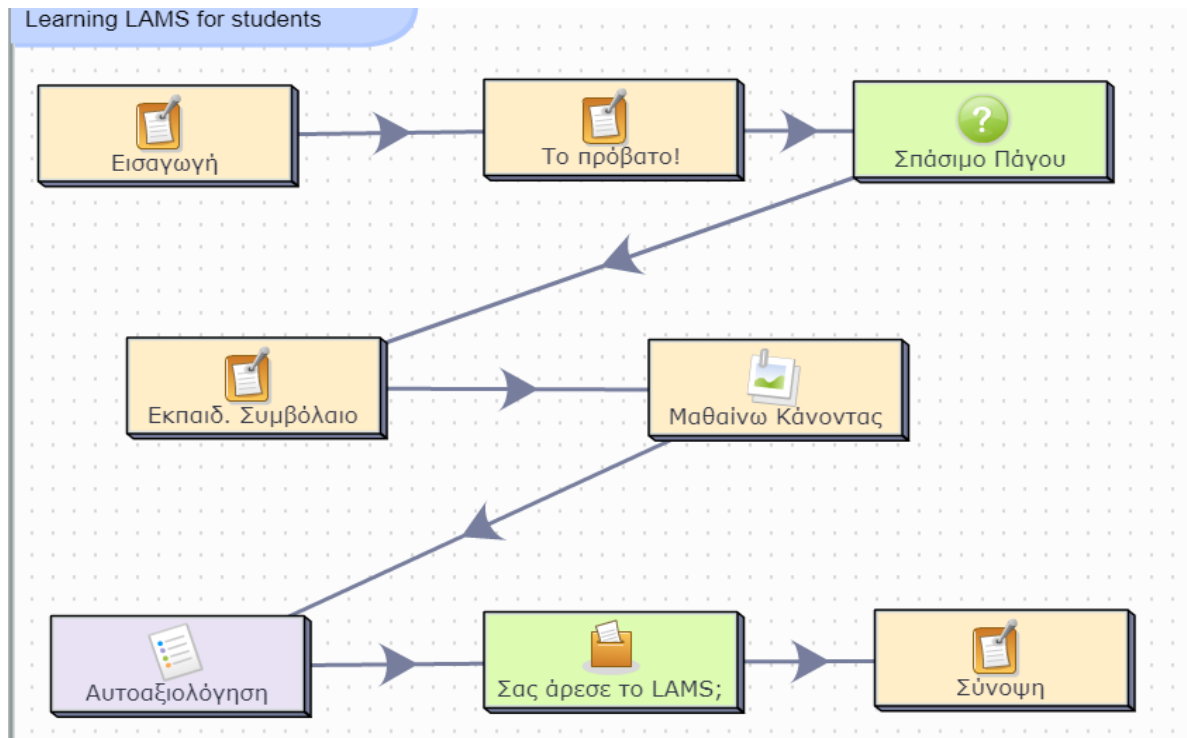 Learning LAMS for students
Εισαγωγή
Το πρόβατο!
Σπάσιμο Πάγου
Εκπαιδ. Συμβόλαιο
Μαθαίνω Κάνοντας
Αυτοαξιολόγηση
Σας άρεσε το LAMS;
Σύνοψη